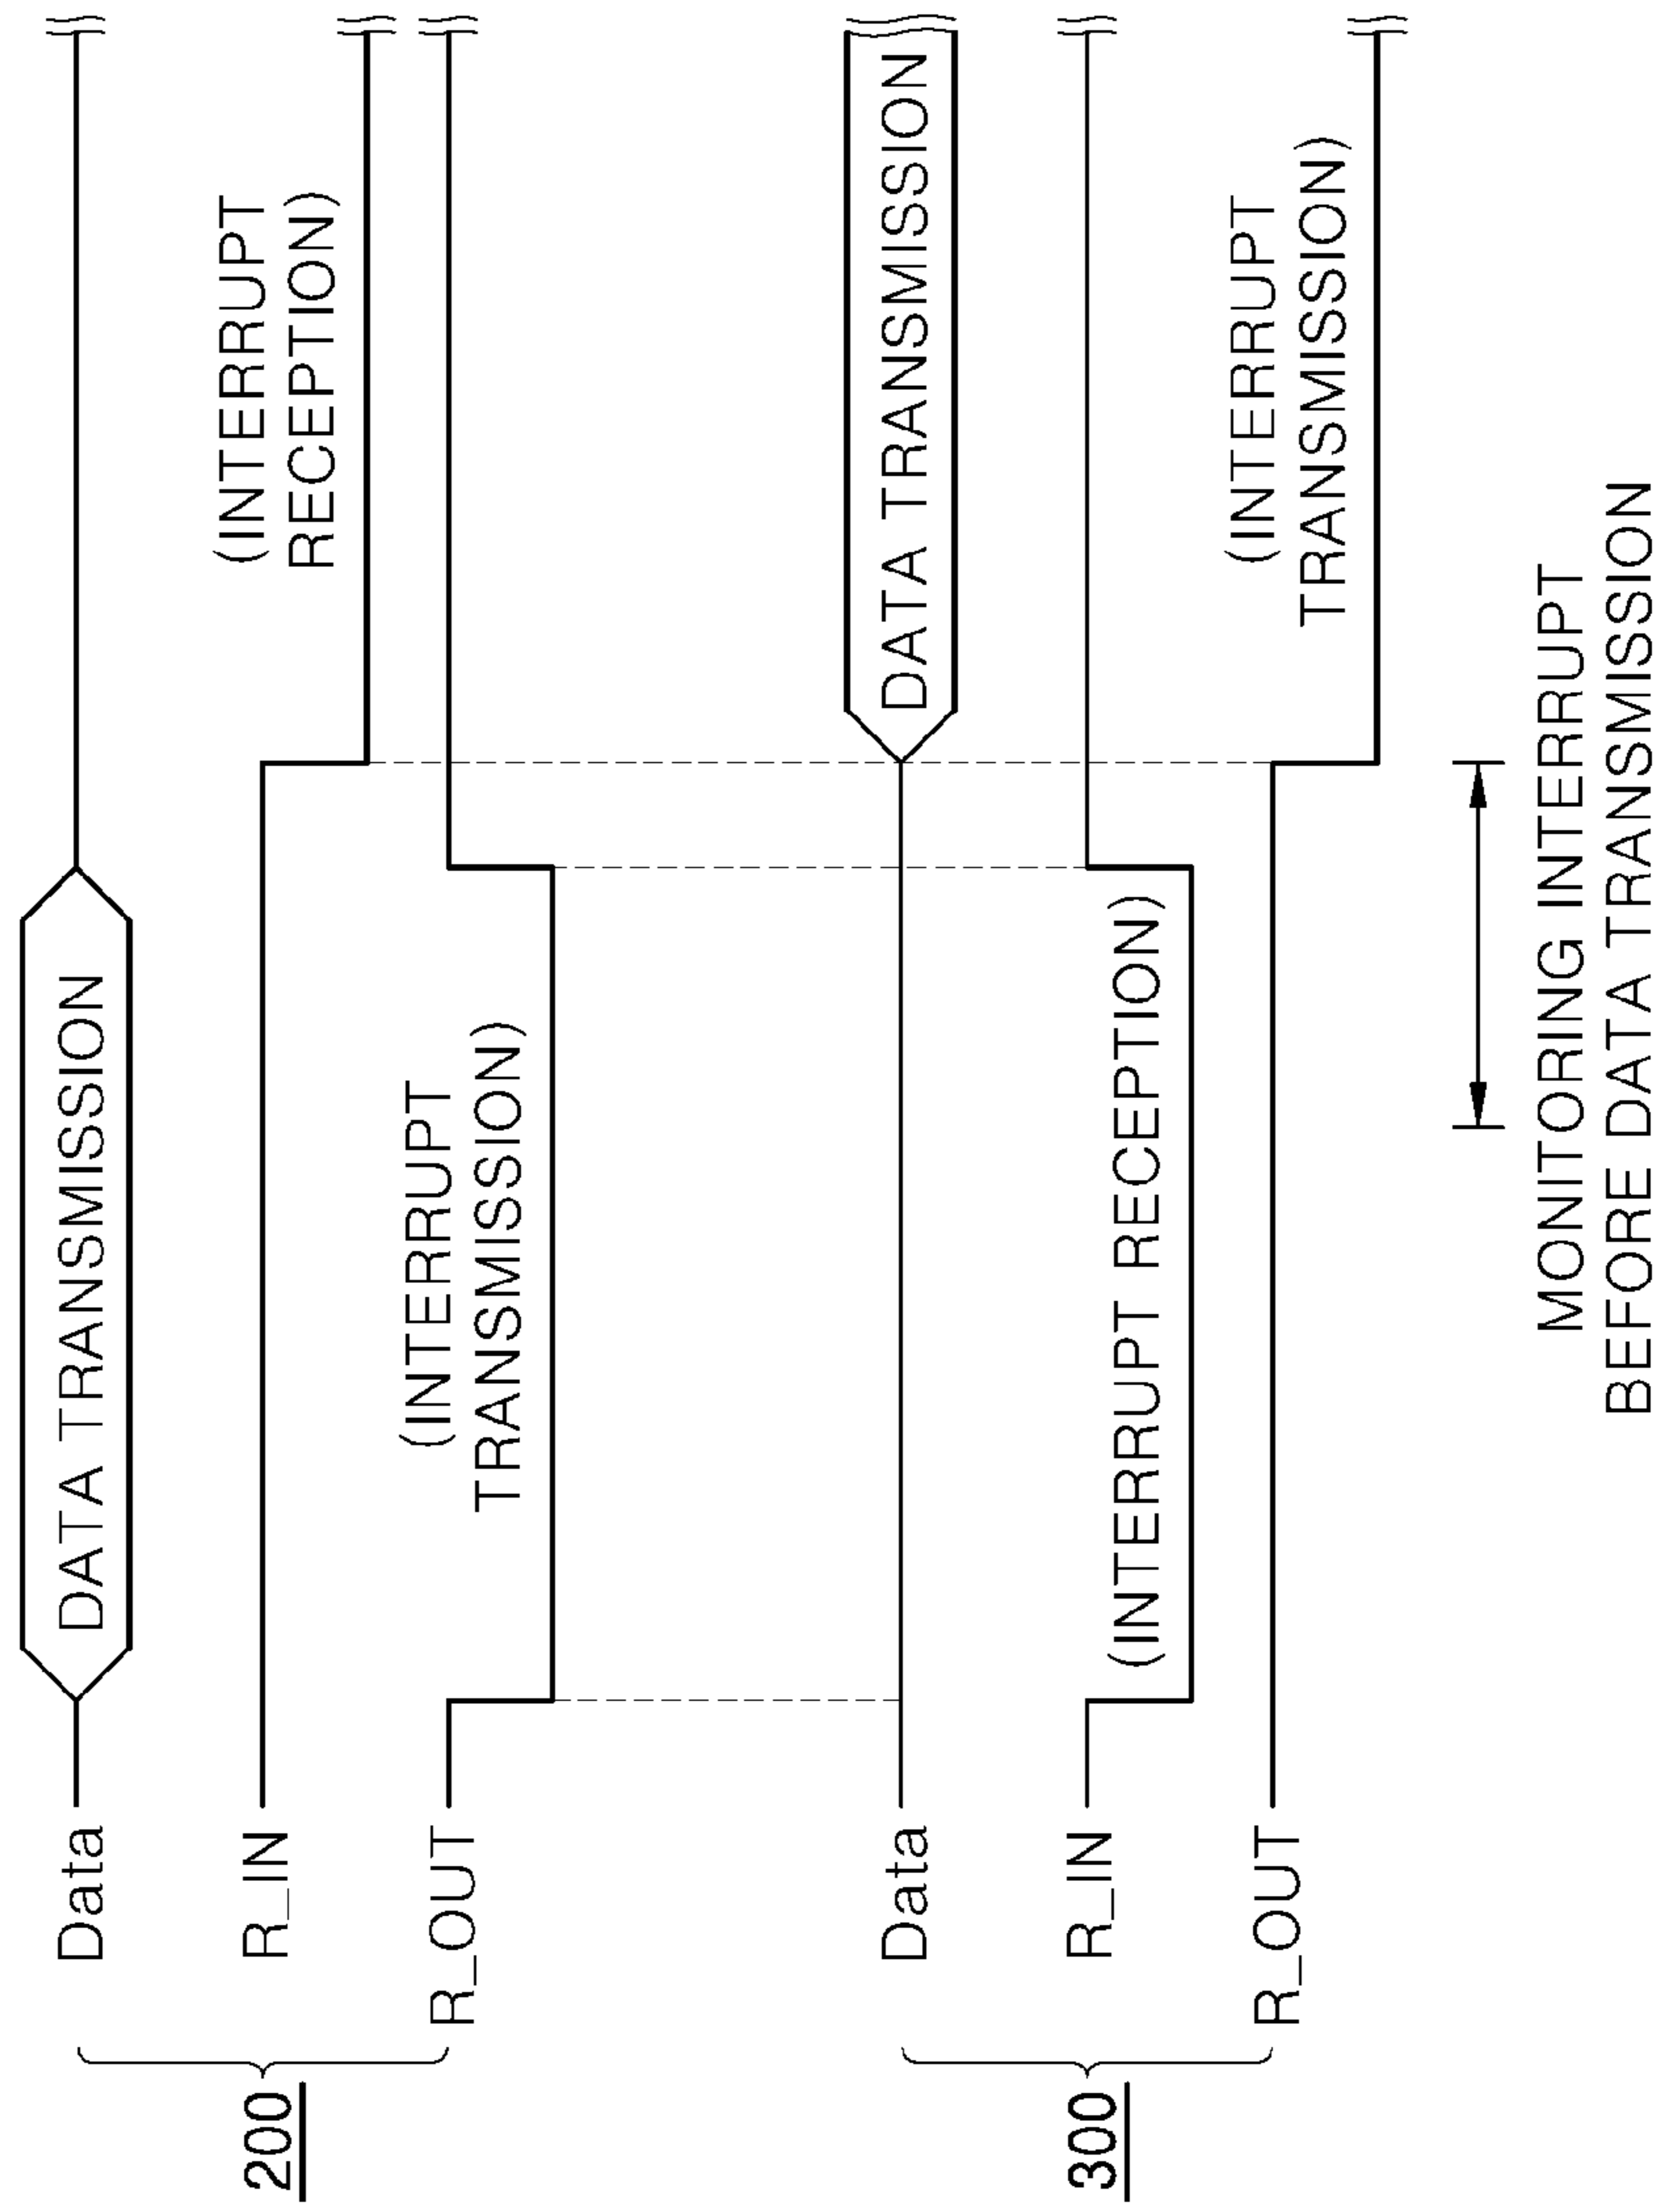 200
Data
DATA TRANSMISSION
R_IN
(INTERRUPT
RECEPTION)
R_OUT
(INTERRUPT
TRANSMISSION)
300
Data
DATA TRANSMISSION
R_IN
(INTERRUPT RECEPTION)
R_OUT
(INTERRUPT
TRANSMISSION)
MONITORING INTERRUPT
BEFORE DATA TRANSMISSION